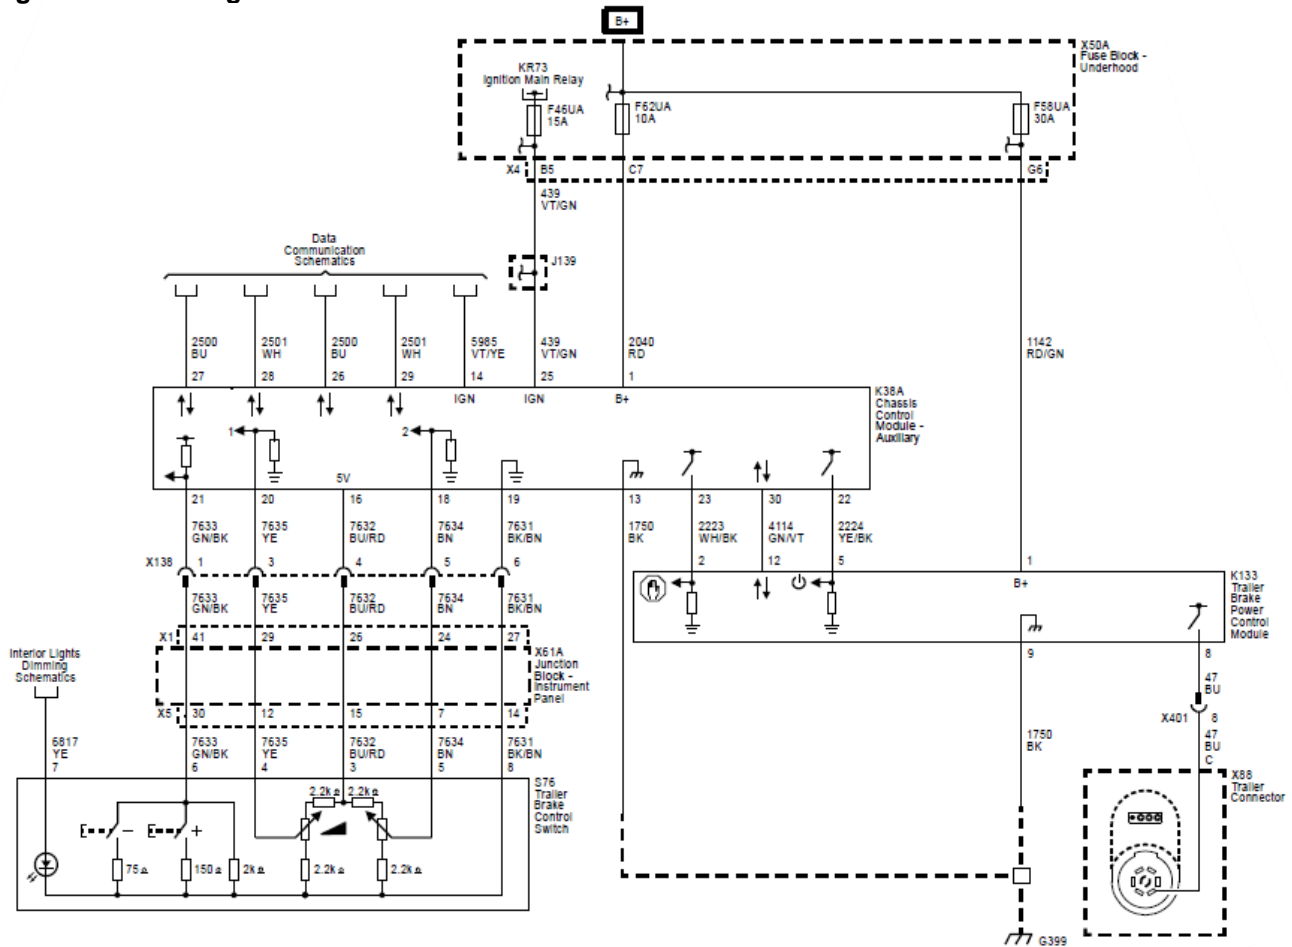 B+
X50A
Fuse Block -
Underhood
KR73
Ignition Main Relay
F46UA
15A
F62UA
10A
F58UA
30A
X4 B5 C7 G6
439
VT/GN
Data
Communication
Schematics
J139
2500
BU
2501
WH
2500
BU
2501
WH
5985
VT/YE
439
VT/GN
2040
RD
1142
RD/GN
27 28 26 29 14 25 1
IGN IGN B+
K38A
Chassis
Control
Module -
Auxiliary
1 2
5V
21 20 16 18 19 13 23 30 22
7633
GN/BK
7635
YE
7632
BU/RD
7634
BN
7631
BK/BN
1750
BK
2223
WH/BK
4114
GN/VT
2224
YE/BK
X138 1 3 4 5 6
2 12 5 1
B+
K133
Trailer
Brake
Power
Control
Module
7633
GN/BK
7635
YE
7632
BU/RD
7634
BN
7631
BK/BN
X1 41 29 26 24 27
X61A
Junction
Block -
Instrument
Panel
Interior Lights
Dimming
Schematics
9 8
47
BU
X401 8
X5 30 12 15 7 14
6817
YE
7
7633
GN/BK
6
7635
YE
4
7632
BU/RD
3
7634
BN
5
7631
BK/BN
8
1750
BK
47
BU
C
S76
Trailer
Brake
Control
Switch
X88
Trailer
Connector
2.2kΩ 2.2kΩ
- +
75Ω 150Ω 2kΩ 2.2kΩ 2.2kΩ
G399